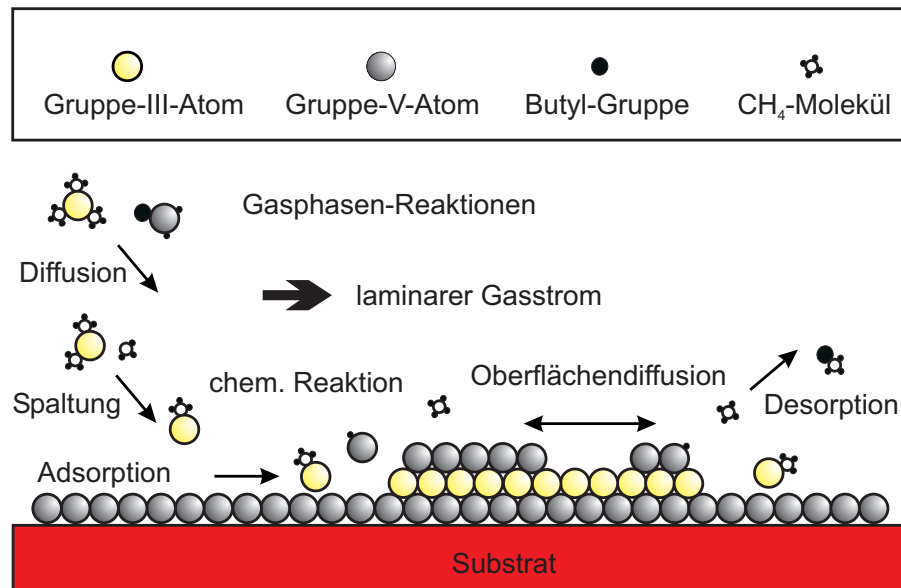 Gruppe-III-Atom
Gruppe-V-Atom
Butyl-Gruppe
CH₄-Molekül
Gasphasen-Reaktionen
Diffusion
laminarer Gasstrom
Spaltung
chem. Reaktion
Oberflächendiffusion
Desorption
Adsorption
Substrat